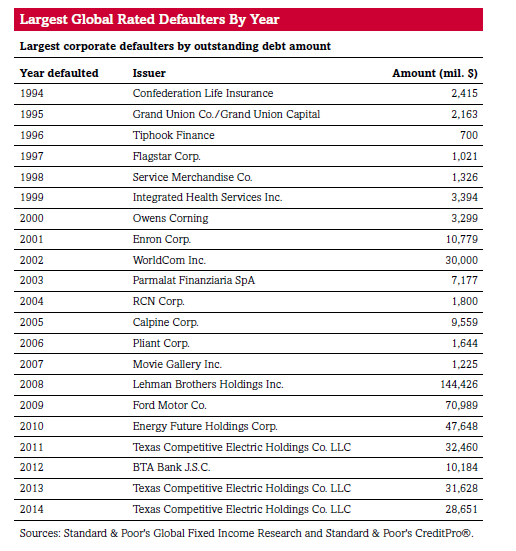 Largest Global Rated Defaulters By Year
Largest corporate defaulters by outstanding debt amount
Year defaulted Issuer Amount (mil. $)
1994 Confederation Life Insurance 2,415
1995 Grand Union Co./Grand Union Capital 2,163
1996 Tiphook Finance 700
1997 Flagstar Corp. 1,021
1998 Service Merchandise Co. 1,326
1999 Integrated Health Services Inc. 3,394
2000 Owens Corning 3,299
2001 Enron Corp. 10,779
2002 WorldCom Inc. 30,000
2003 Parmalat Finanziaria SpA 7,177
2004 RCN Corp. 1,800
2005 Calpine Corp. 9,559
2006 Pliant Corp. 1,644
2007 Movie Gallery Inc. 1,225
2008 Lehman Brothers Holdings Inc. 144,426
2009 Ford Motor Co. 70,989
2010 Energy Future Holdings Corp. 47,648
2011 Texas Competitive Electric Holdings Co. LLC 32,460
2012 BTA Bank J.S.C. 10,184
2013 Texas Competitive Electric Holdings Co. LLC 31,628
2014 Texas Competitive Electric Holdings Co. LLC 28,651
Sources: Standard & Poor's Global Fixed Income Research and Standard & Poor's CreditPro®.